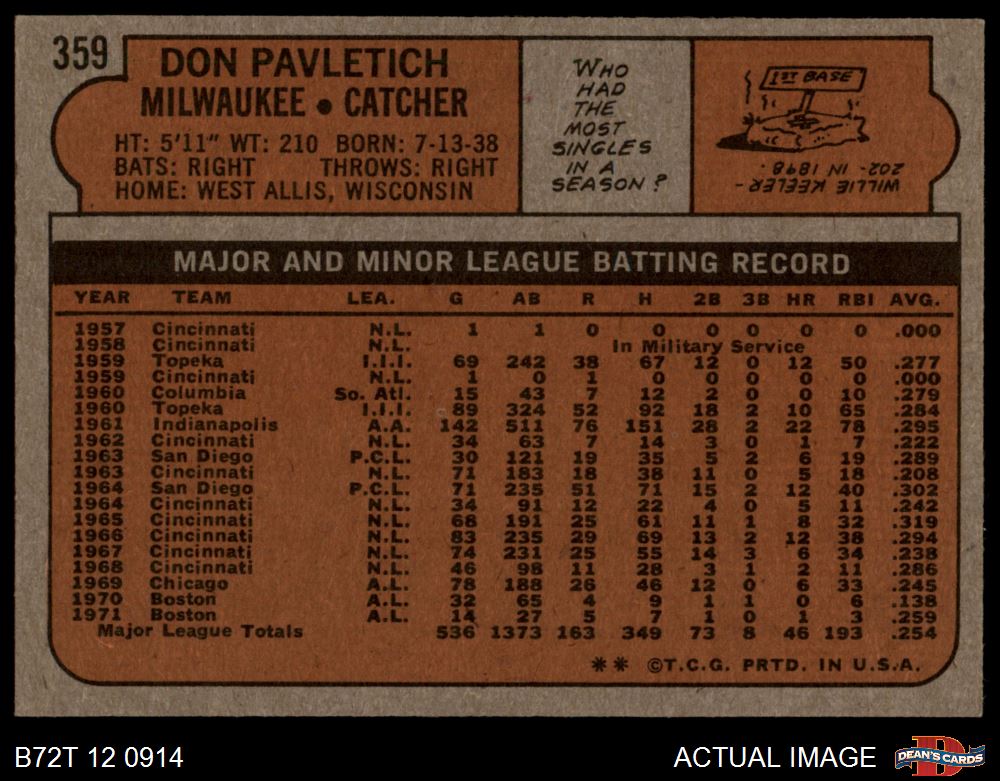 359
DON PAVLETICH
MILWAUKEE • CATCHER
HT: 5'11" WT: 210 BORN: 7-13-38
BATS: RIGHT THROWS: RIGHT
HOME: WEST ALLIS, WISCONSIN
WHO
HAD
THE
MOST
SINGLES
IN A
SEASON?
1ST BASE
WILLIE KEELER-
202- IN 1898.
MAJOR AND MINOR LEAGUE BATTING RECORD
YEAR TEAM LEA. G AB R H 2B 3B HR RBI AVG.
1957 Cincinnati N.L. 1 1 0 0 0 0 0 0 .000
1958 Cincinnati N.L. In Military Service
1959 Topeka I.I.I. 69 242 38 67 12 0 12 50 .277
1959 Cincinnati N.L. 1 0 1 0 0 0 0 0 .000
1960 Columbia So. Atl. 15 43 7 12 2 0 0 10 .279
1960 Topeka I.I.I. 89 324 52 92 18 2 10 65 .284
1961 Indianapolis A.A. 142 511 76 151 28 2 22 78 .295
1962 Cincinnati N.L. 34 63 7 14 3 0 1 7 .222
1963 San Diego P.C.L. 30 121 19 35 5 2 6 19 .289
1963 Cincinnati N.L. 71 183 18 38 11 0 5 18 .208
1964 San Diego P.C.L. 71 235 51 71 15 2 12 40 .302
1964 Cincinnati N.L. 34 91 12 22 4 0 5 11 .242
1965 Cincinnati N.L. 68 191 25 61 11 1 8 32 .319
1966 Cincinnati N.L. 83 235 29 69 13 2 12 38 .294
1967 Cincinnati N.L. 74 231 25 55 14 3 6 34 .238
1968 Cincinnati N.L. 46 98 11 28 3 1 2 11 .286
1969 Chicago A.L. 78 188 26 46 12 0 6 33 .245
1970 Boston A.L. 32 65 4 9 1 1 0 6 .138
1971 Boston A.L. 14 27 5 7 1 0 1 3 .259
Major League Totals 536 1373 163 349 73 8 46 193 .254
** ©T.C.G. PRTD. IN U.S.A.
B72T 12 0914
ACTUAL IMAGE
D
DEAN'S CARDS